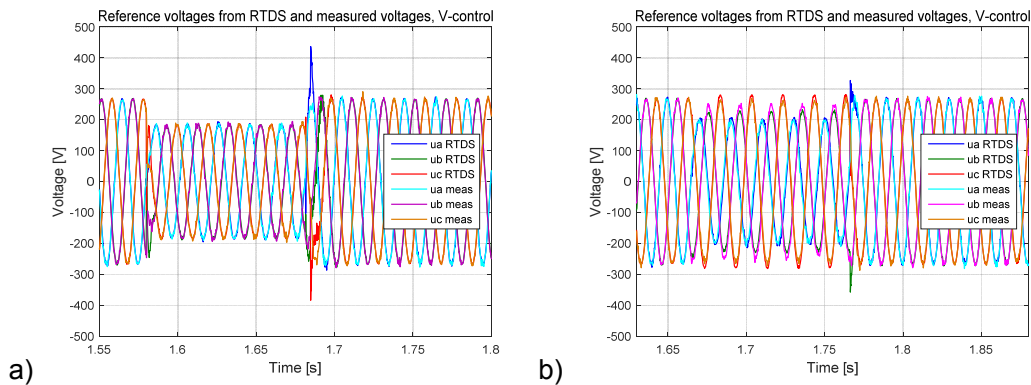 Reference voltages from RTDS and measured voltages, V-control
500
400
300
200
100
0
-100
-200
-300
-400
-500
Voltage [V]
1.55
1.6
1.65
1.7
1.75
1.8
Time [s]
ua RTDS
ub RTDS
uc RTDS
ua meas
ub meas
uc meas
a)
Reference voltages from RTDS and measured voltages, V-control
500
400
300
200
100
0
-100
-200
-300
-400
-500
Voltage [V]
1.65
1.7
1.75
1.8
1.85
Time [s]
ua RTDS
ub RTDS
uc RTDS
ua meas
ub meas
uc meas
b)